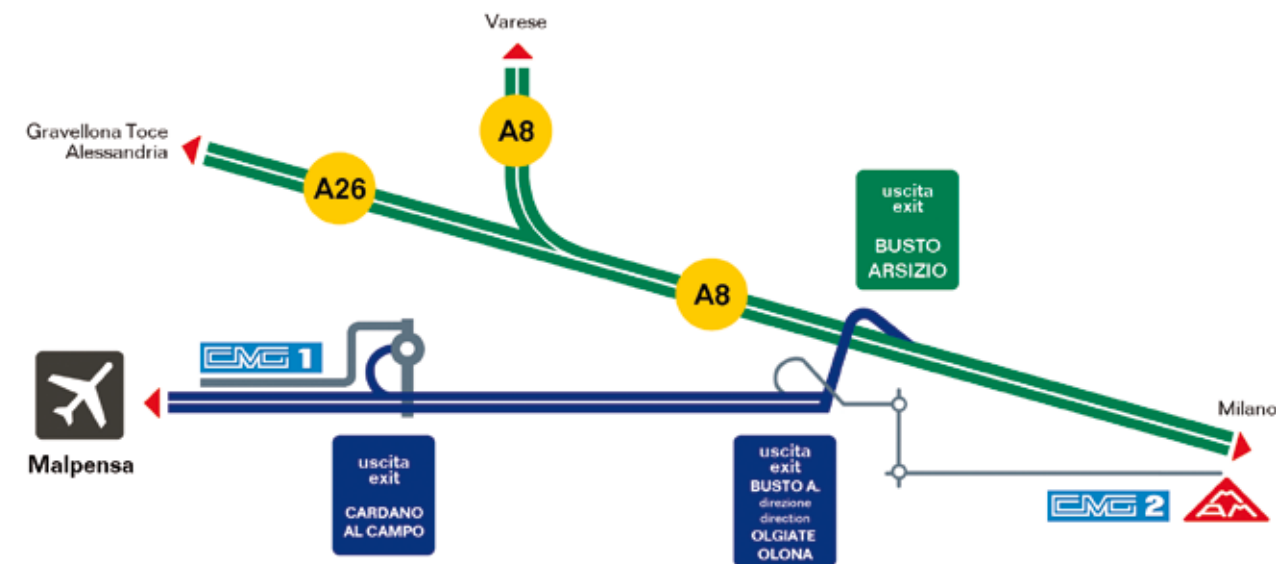 Varese
A8
Gravellona Toce
Alessandria
A26
uscita
exit
BUSTO
ARSIZIO
A8
CMG 1
Malpensa
Milano
uscita
exit
CARDANO
AL CAMPO
uscita
exit
BUSTO A.
direzione
direction
OLGIATE
OLONA
CMG 2
MAM